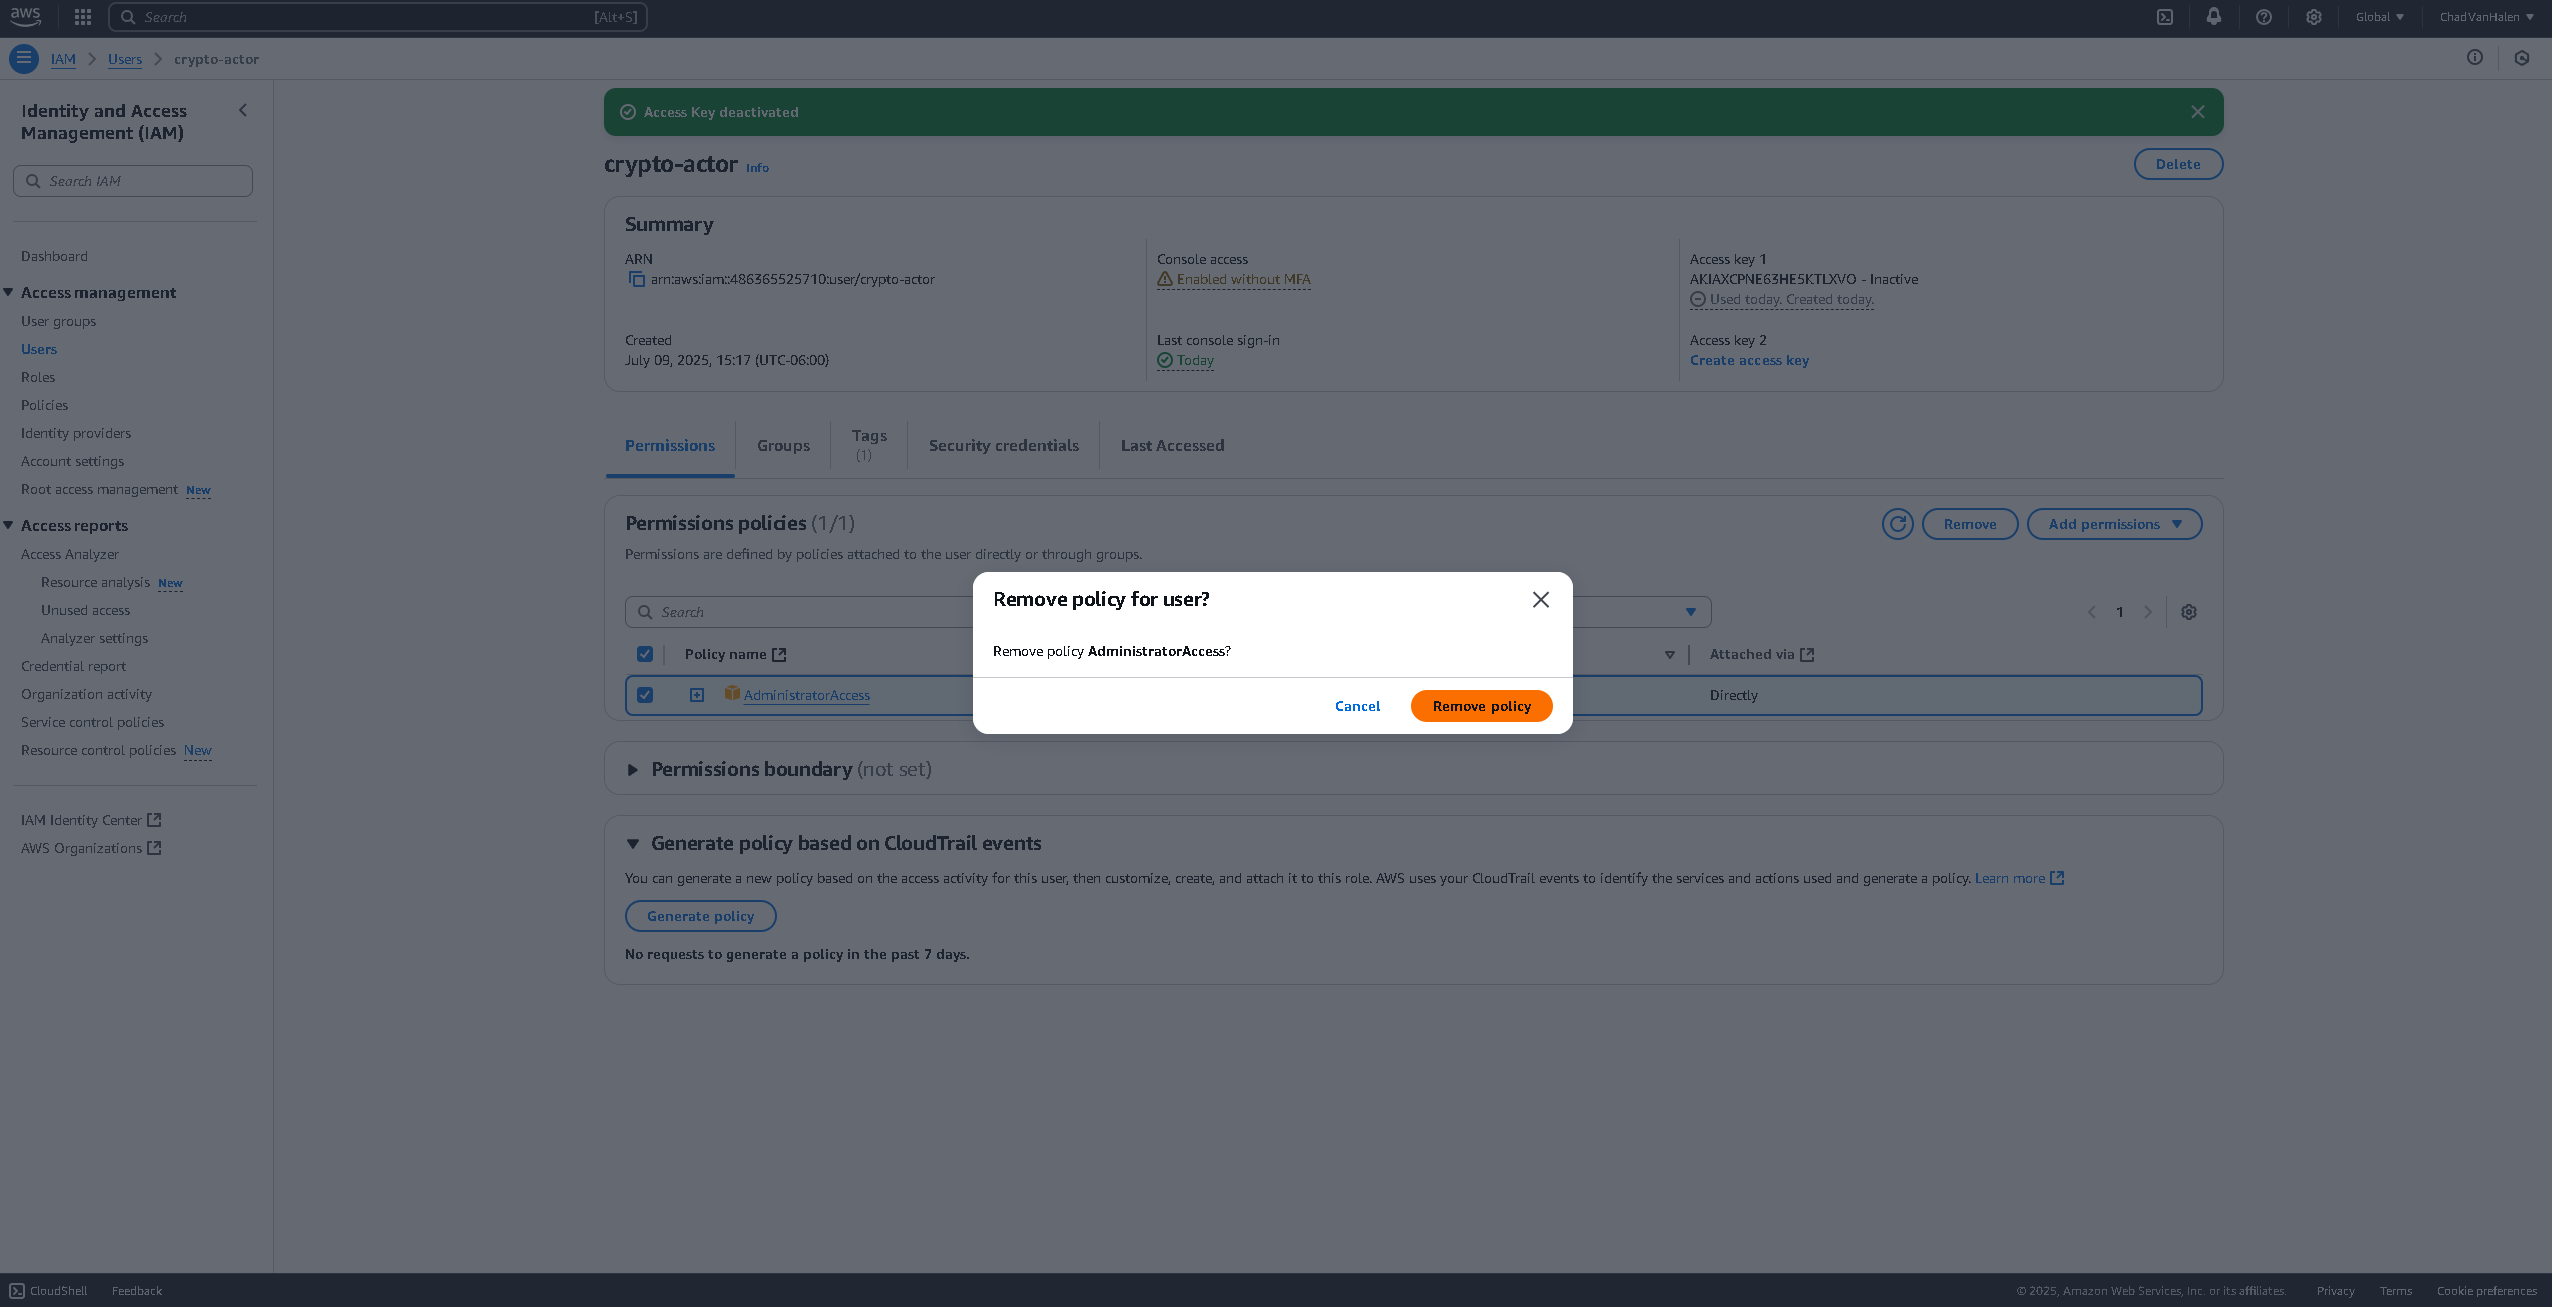 aws
Search
[Alt+S]
Global
ChadVanHalen
IAM
Users
crypto-actor
Identity and Access
Management (IAM)
Search IAM
Dashboard
Access management
User groups
Users
Roles
Policies
Identity providers
Account settings
Root access management New
Access reports
Access Analyzer
Resource analysis New
Unused access
Analyzer settings
Credential report
Organization activity
Service control policies
Resource control policies New
IAM Identity Center
AWS Organizations
Access Key deactivated
crypto-actor Info
Delete
Summary
ARN
arn:aws:iam::486365525710:user/crypto-actor
Created
July 09, 2025, 15:17 (UTC-06:00)
Console access
Enabled without MFA
Last console sign-in
Today
Access key 1
AKIAXCPNE63HE5KTLXVO - Inactive
Used today. Created today.
Access key 2
Create access key
Permissions
Groups
Tags
(1)
Security credentials
Last Accessed
Permissions policies (1/1)
Remove
Add permissions
Permissions are defined by policies attached to the user directly or through groups.
Search
1
Policy name
Attached via
AdministratorAccess
Directly
Remove policy for user?
Remove policy AdministratorAccess?
Cancel
Remove policy
Permissions boundary (not set)
Generate policy based on CloudTrail events
You can generate a new policy based on the access activity for this user, then customize, create, and attach it to this role. AWS uses your CloudTrail events to identify the services and actions used and generate a policy. Learn more
Generate policy
No requests to generate a policy in the past 7 days.
CloudShell
Feedback
© 2025, Amazon Web Services, Inc. or its affiliates.
Privacy
Terms
Cookie preferences